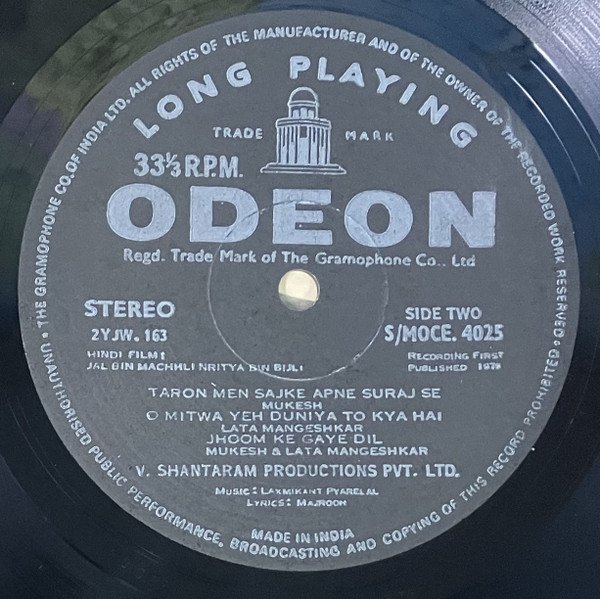 THE GRAMOPHONE CO. OF INDIA LTD. ALL RIGHTS OF THE MANUFACTURER AND OF THE OWNER OF THE RECORDED WORK RESERVED · UNAUTHORISED PUBLIC PERFORMANCE, BROADCASTING AND COPYING OF THIS RECORD PROHIBITED
LONG PLAYING
TRADE MARK
33⅓ R.P.M.
ODEON
Regd. Trade Mark of The Gramophone Co., Ltd
STEREO
2YJW. 163
SIDE TWO
S/MOCE. 4025
HINDI FILM:
JAL BIN MACHHLI NRITYA BIN BIJLI
RECORDING FIRST
PUBLISHED
TARON MEN SAJKE APNE SURAJ SE
MUKESH
O MITWA YEH DUNIYA TO KYA HAI
LATA MANGESHKAR
JHOOM KE GAYE DIL
MUKESH & LATA MANGESHKAR
V. SHANTARAM PRODUCTIONS PVT. LTD.
MUSIC: LAXMIKANT PYARELAL
LYRICS: MAJROOH
MADE IN INDIA